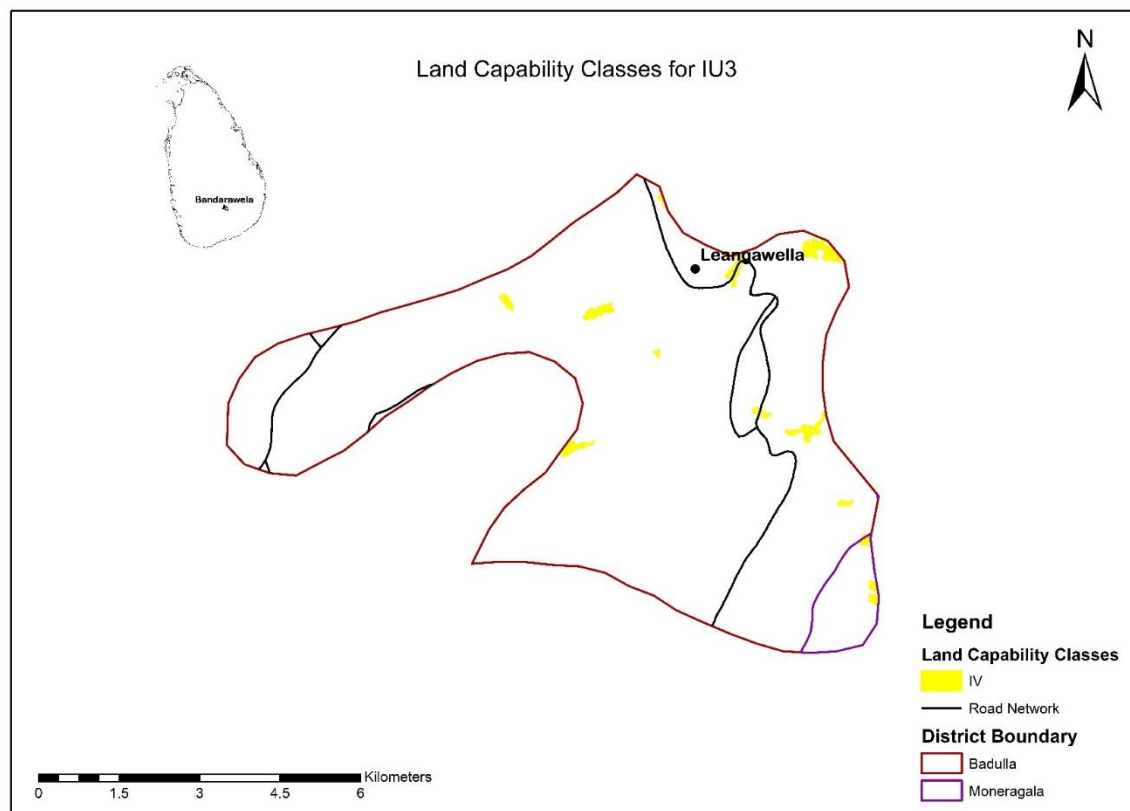 Land Capability Classes for IU3
N
Bandarawela
Leangawella
Legend
Land Capability Classes
IV
Road Network
District Boundary
Badulla
Moneragala
Kilometers
0 1.5 3 4.5 6